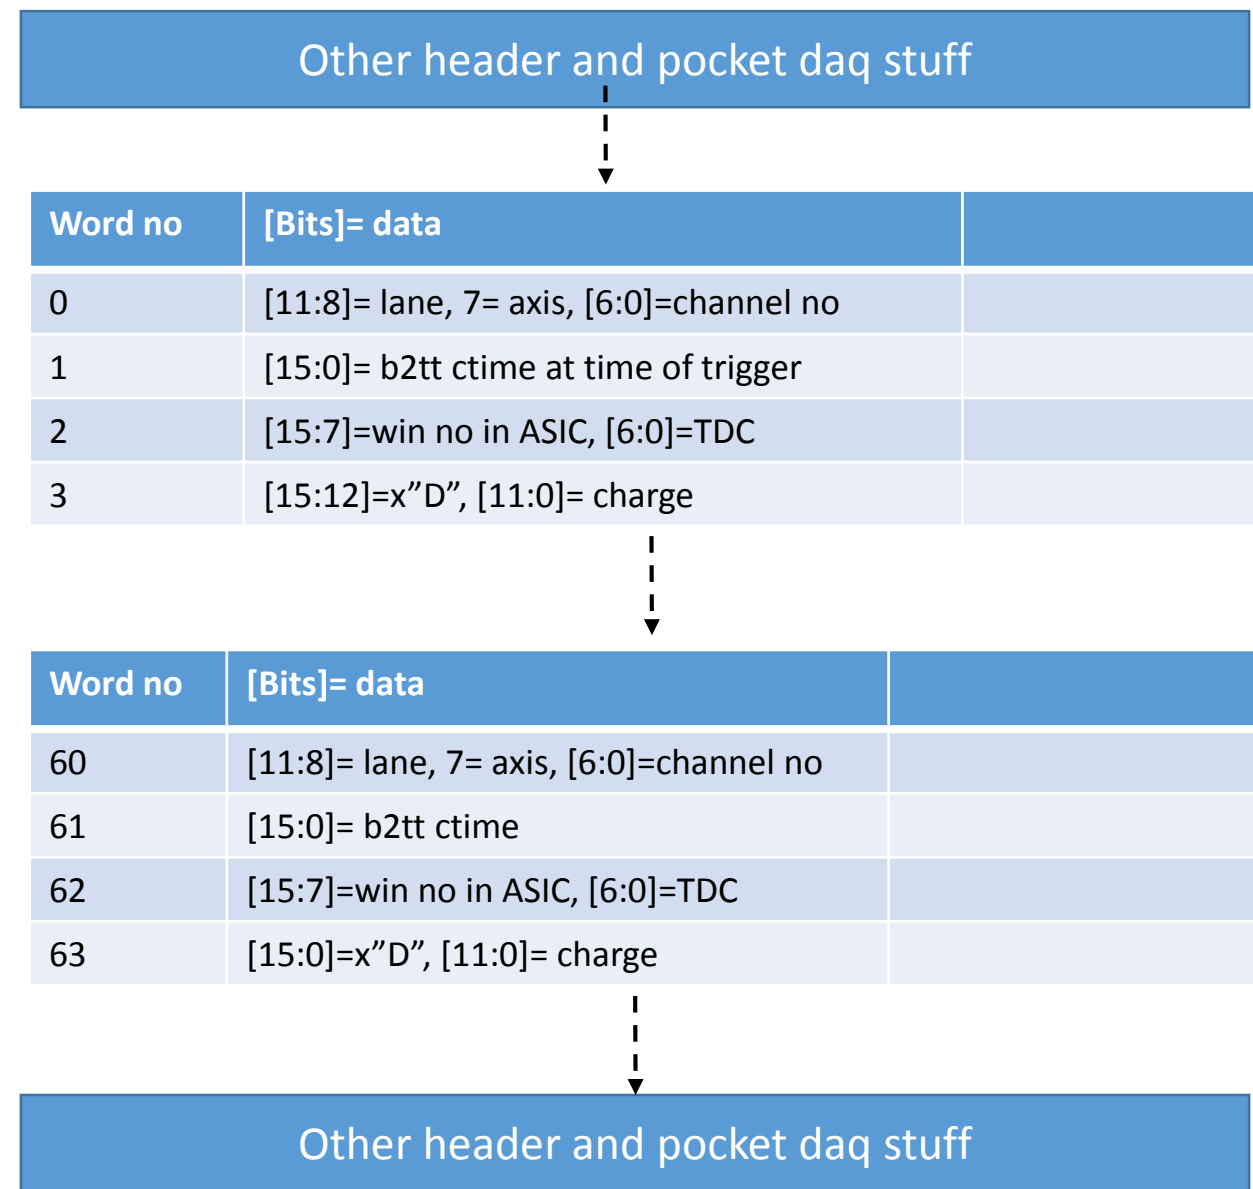 Other header and pocket daq stuff
Word no [Bits]= data
0 [11:8]= lane, 7= axis, [6:0]=channel no
1 [15:0]= b2tt ctime at time of trigger
2 [15:7]=win no in ASIC, [6:0]=TDC
3 [15:12]=x”D”, [11:0]= charge
Word no [Bits]= data
60 [11:8]= lane, 7= axis, [6:0]=channel no
61 [15:0]= b2tt ctime
62 [15:7]=win no in ASIC, [6:0]=TDC
63 [15:0]=x”D”, [11:0]= charge
Other header and pocket daq stuff